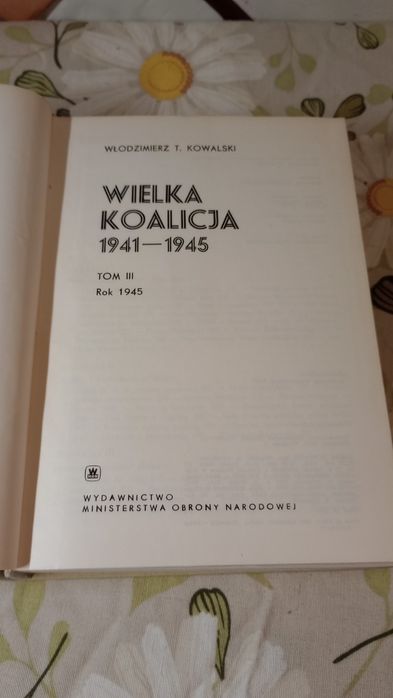 WŁODZIMIERZ T. KOWALSKI
WIELKA
KOALICJA
1941—1945
TOM III
Rok 1945
WYDAWNICTWO
MINISTERSTWA OBRONY NARODOWEJ